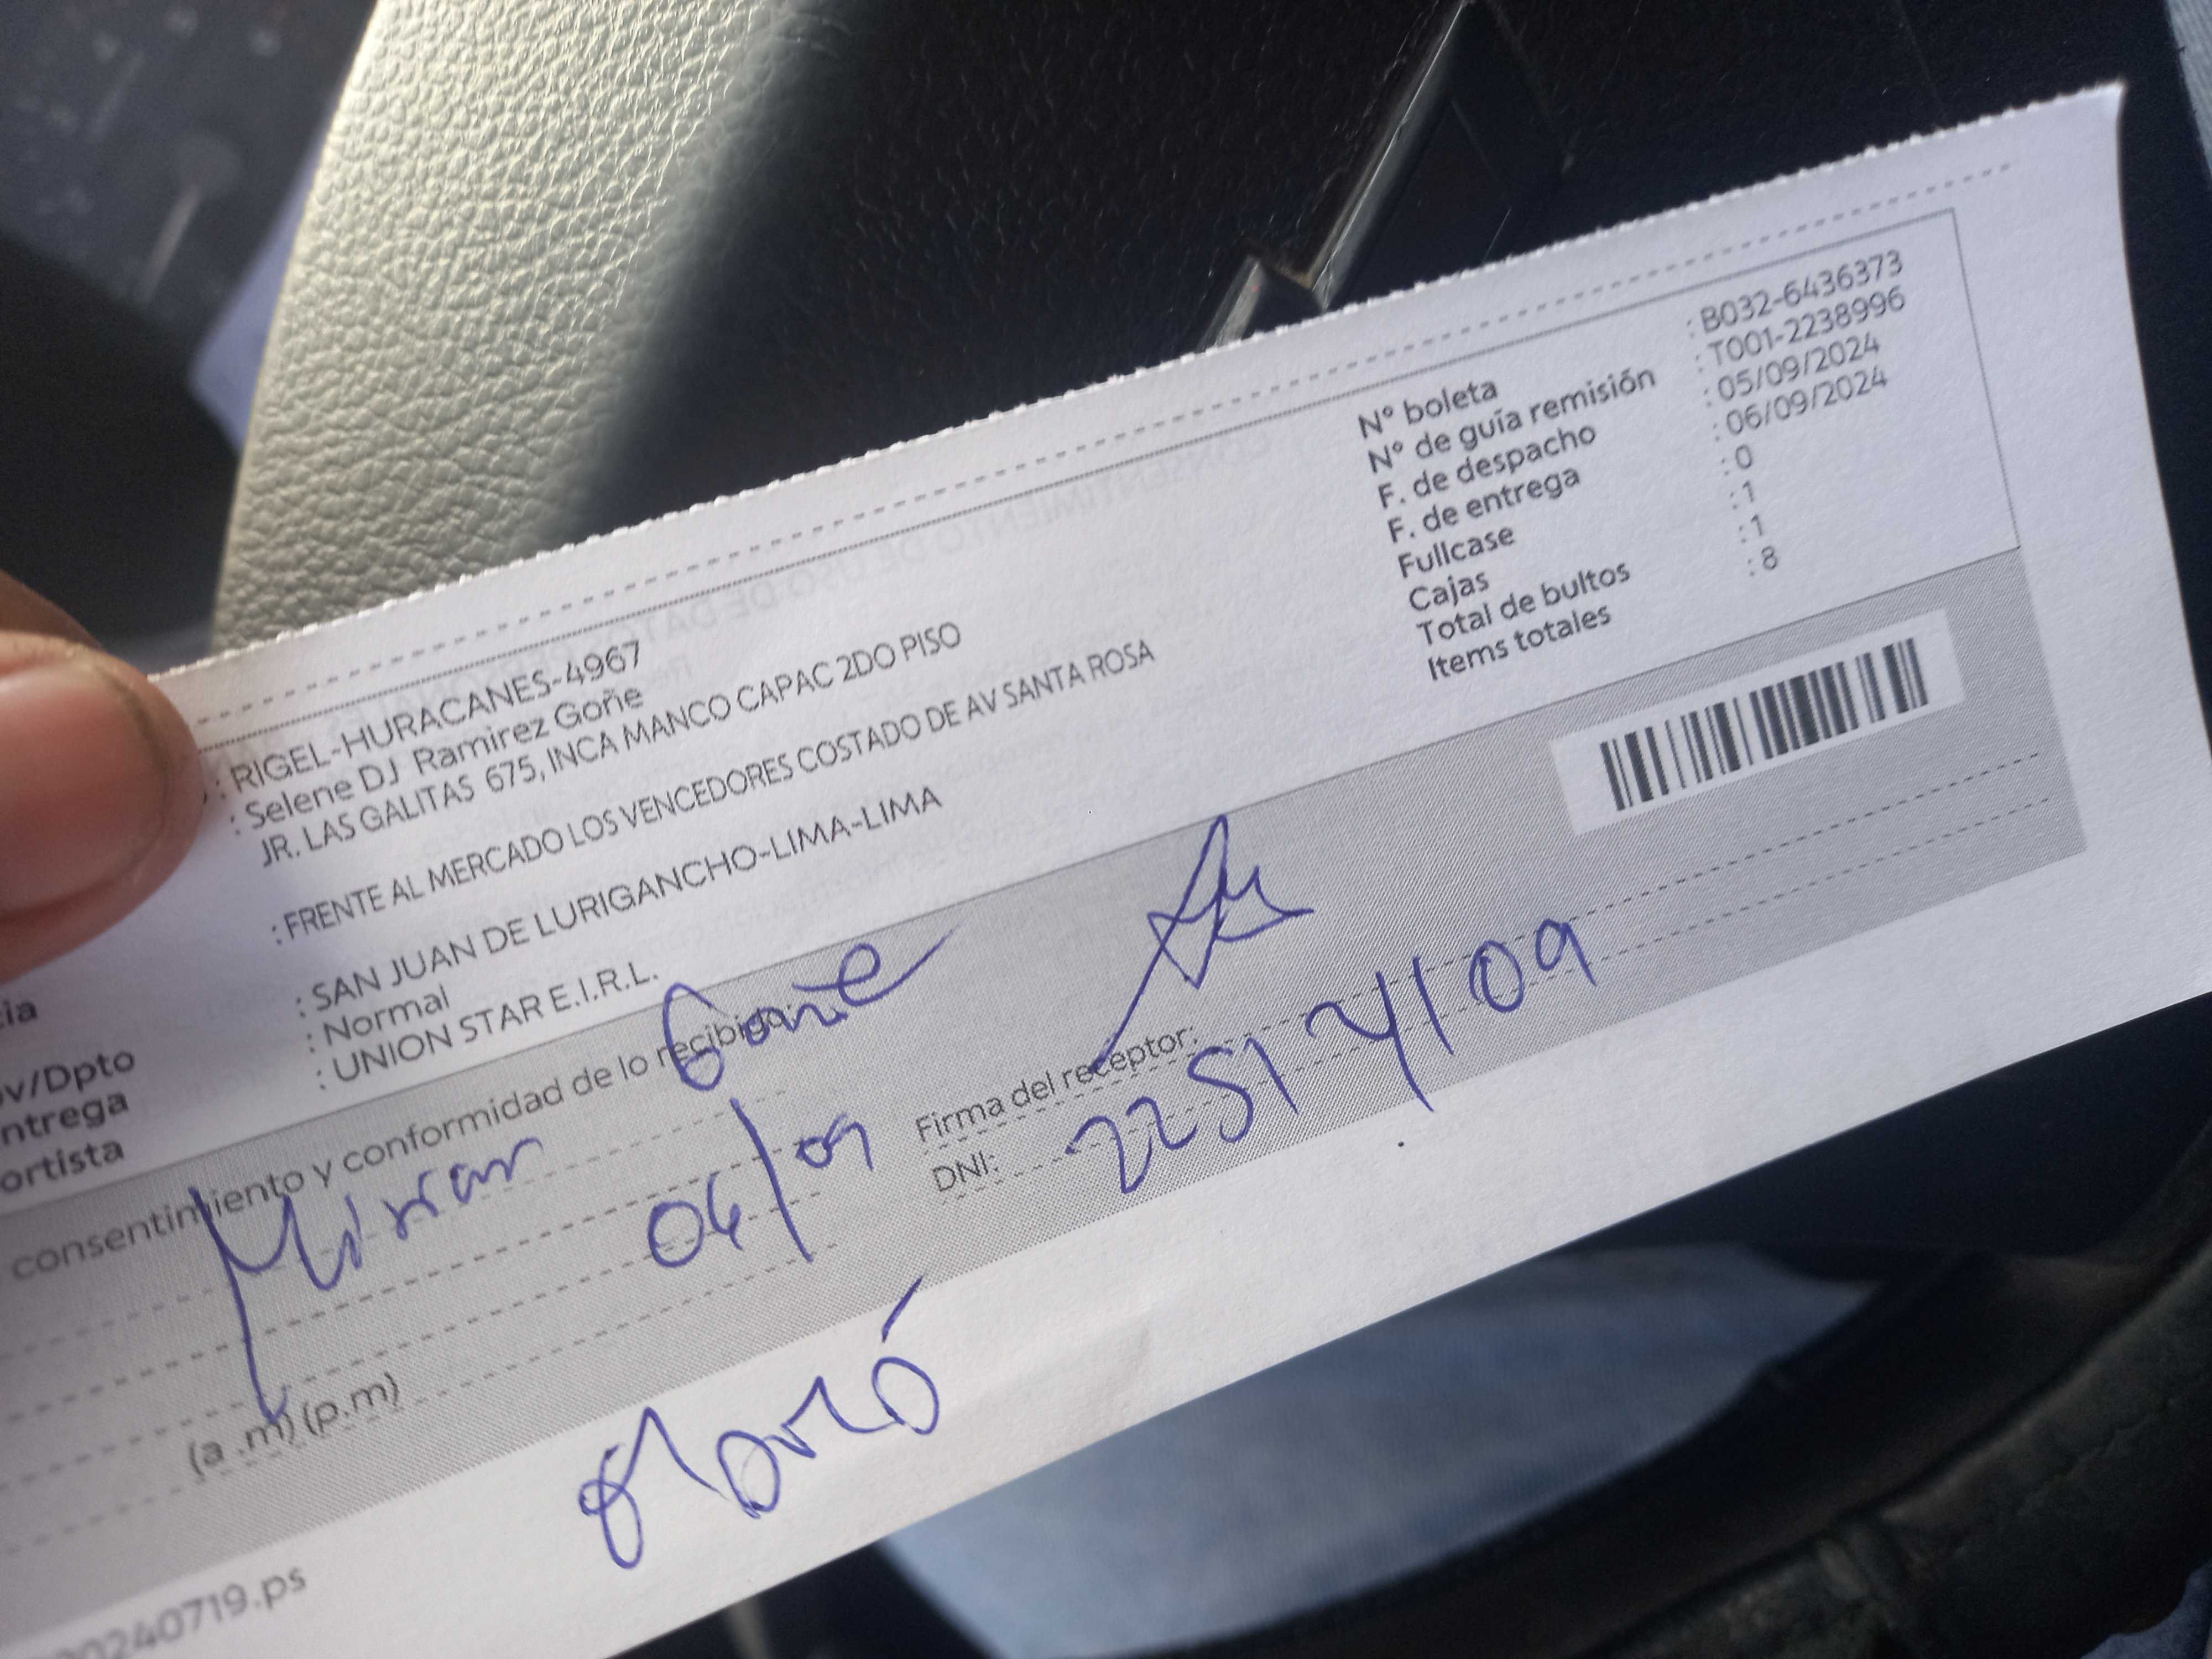 : RIGEL-HURACANES-4967
: Selene DJ Ramirez Goñe
JR. LAS GALITAS 675, INCA MANCO CAPAC 2DO PISO
: FRENTE AL MERCADO LOS VENCEDORES COSTADO DE AV SANTA ROSA
: SAN JUAN DE LURIGANCHO-LIMA-LIMA
: Normal
: UNION STAR E.I.R.L.
N° boleta : B032-6436373
N° de guía remisión : T001-2238996
F. de despacho : 05/09/2024
F. de entrega : 06/09/2024
Fullcase : 0
Cajas : 1
Total de bultos : 1
Items totales : 8
cia
ov/Dpto
ntrega
ortista
consentimiento y conformidad de lo recibido:
Goñe
06/09
(a .m) (p.m)
Firma del receptor:
DNI: 22514109
00240719.ps